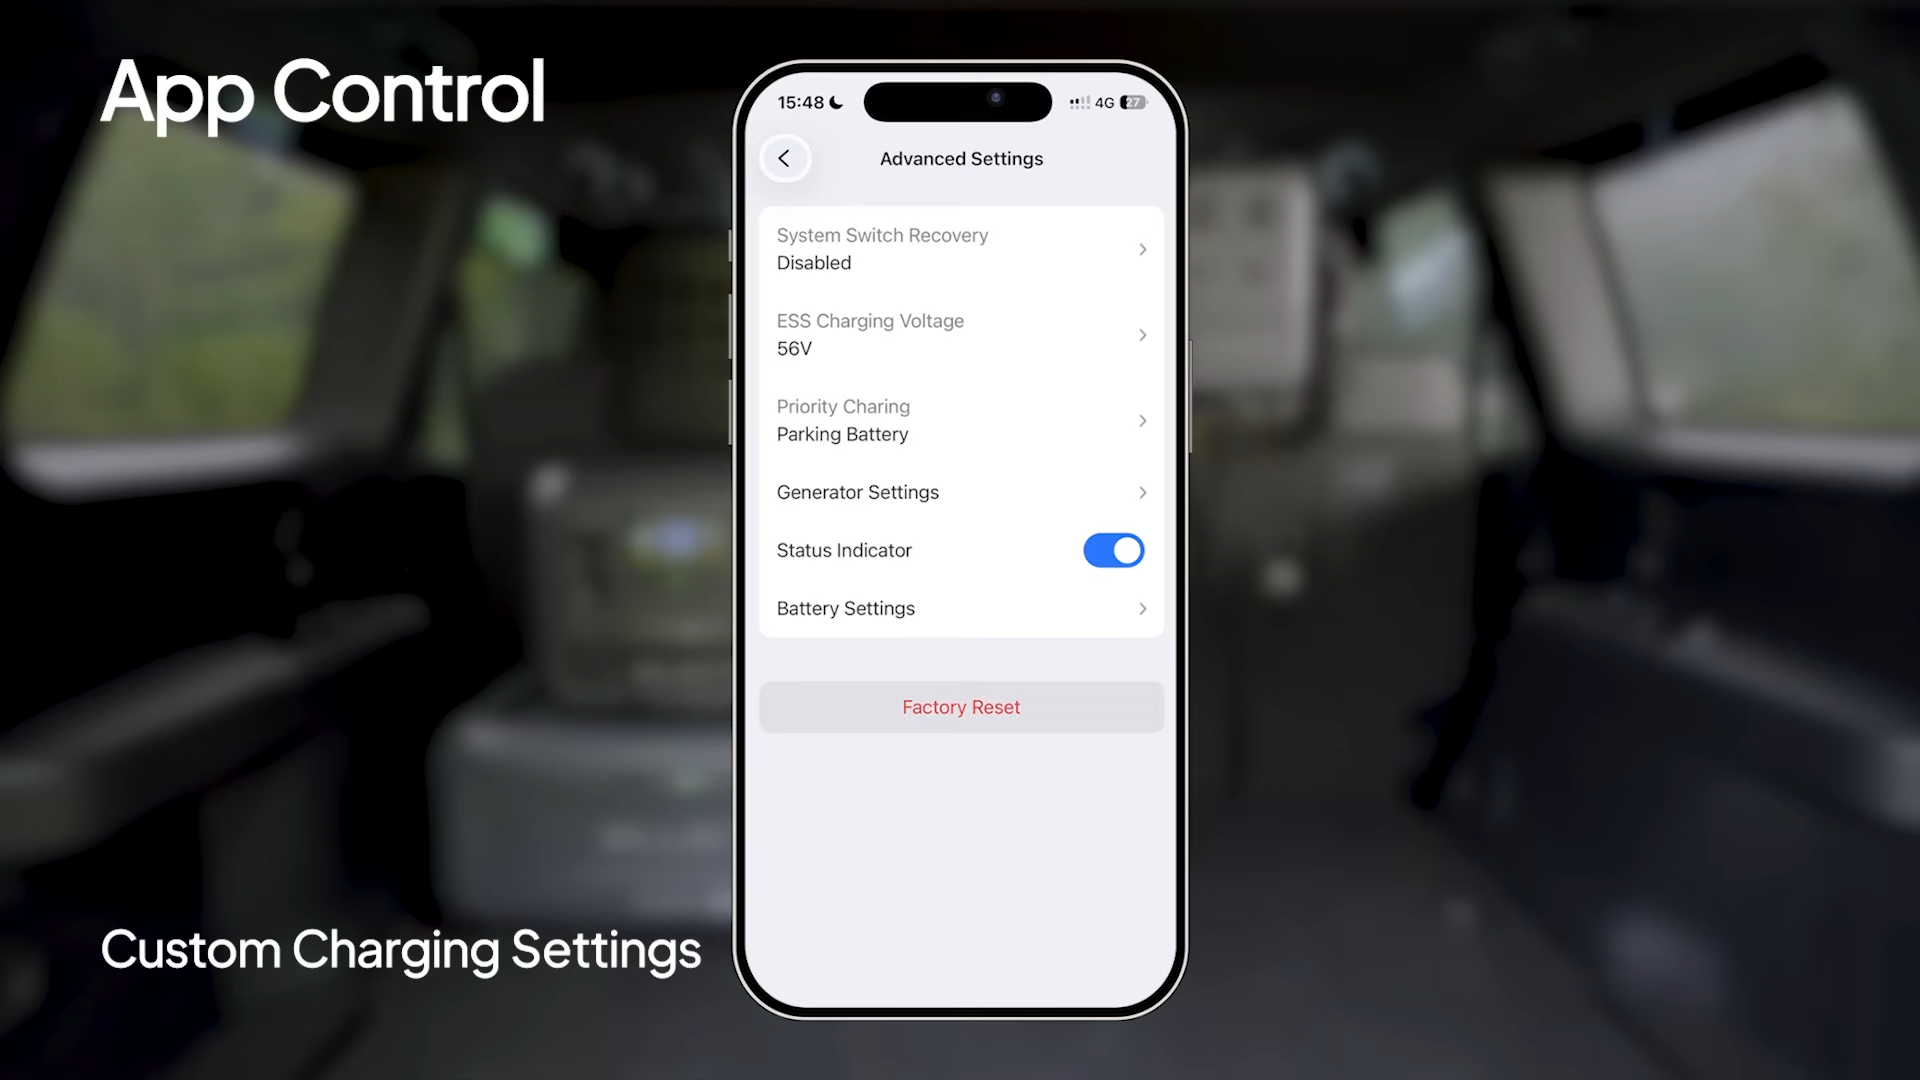 App Control
15:48
4G
27
Advanced Settings
System Switch Recovery
Disabled
ESS Charging Voltage
56V
Priority Charing
Parking Battery
Generator Settings
Status Indicator
Battery Settings
Factory Reset
Custom Charging Settings